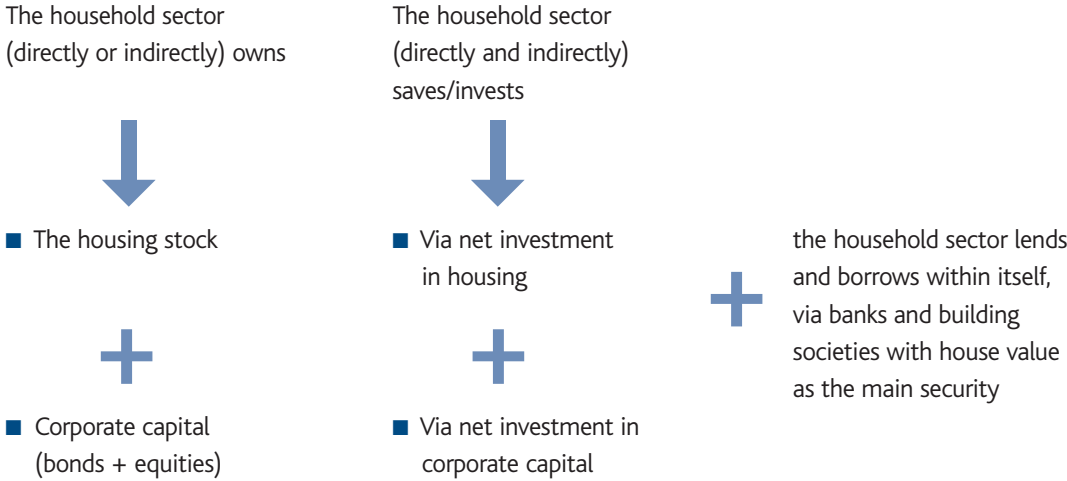 The household sector
(directly or indirectly) owns
■ The housing stock
+
■ Corporate capital
(bonds + equities)
The household sector
(directly and indirectly)
saves/invests
■ Via net investment
in housing
+
■ Via net investment in
corporate capital
+
the household sector lends
and borrows within itself,
via banks and building
societies with house value
as the main security